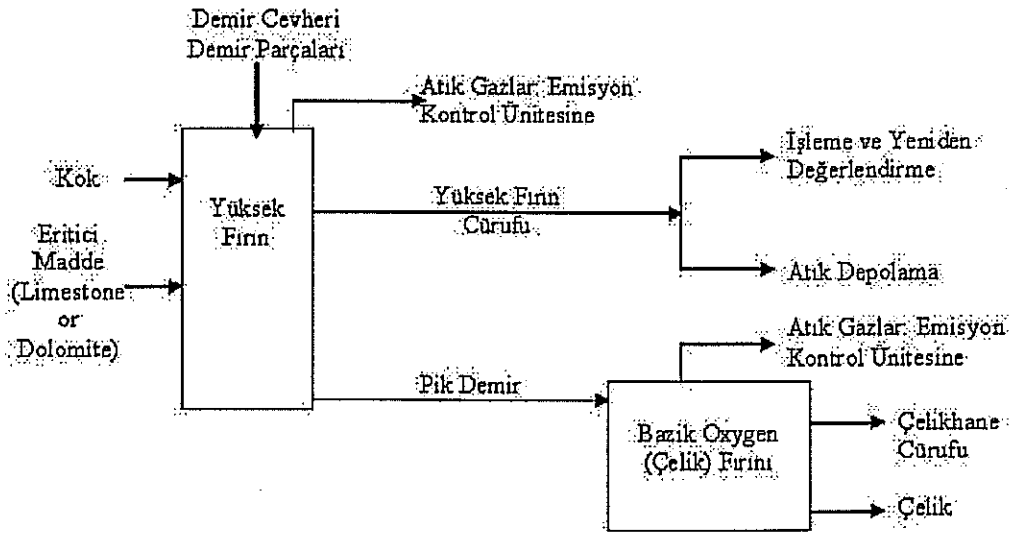 Demir Cevheri
Demir Parçaları
Atık Gazlar: Emisyon
Kontrol Ünitesine
İşleme ve Yeniden
Değerlendirme
Kok
Yüksek
Fırın
Yüksek Fırın
Cürufu
Eritici
Madde
(Limestone
or
Dolomite)
Atık Depolama
Atık Gazlar: Emisyon
Kontrol Ünitesine
Pik Demir
Bazik Oxygen
(Çelik) Fırını
Çelikhane
Cürufu
Çelik